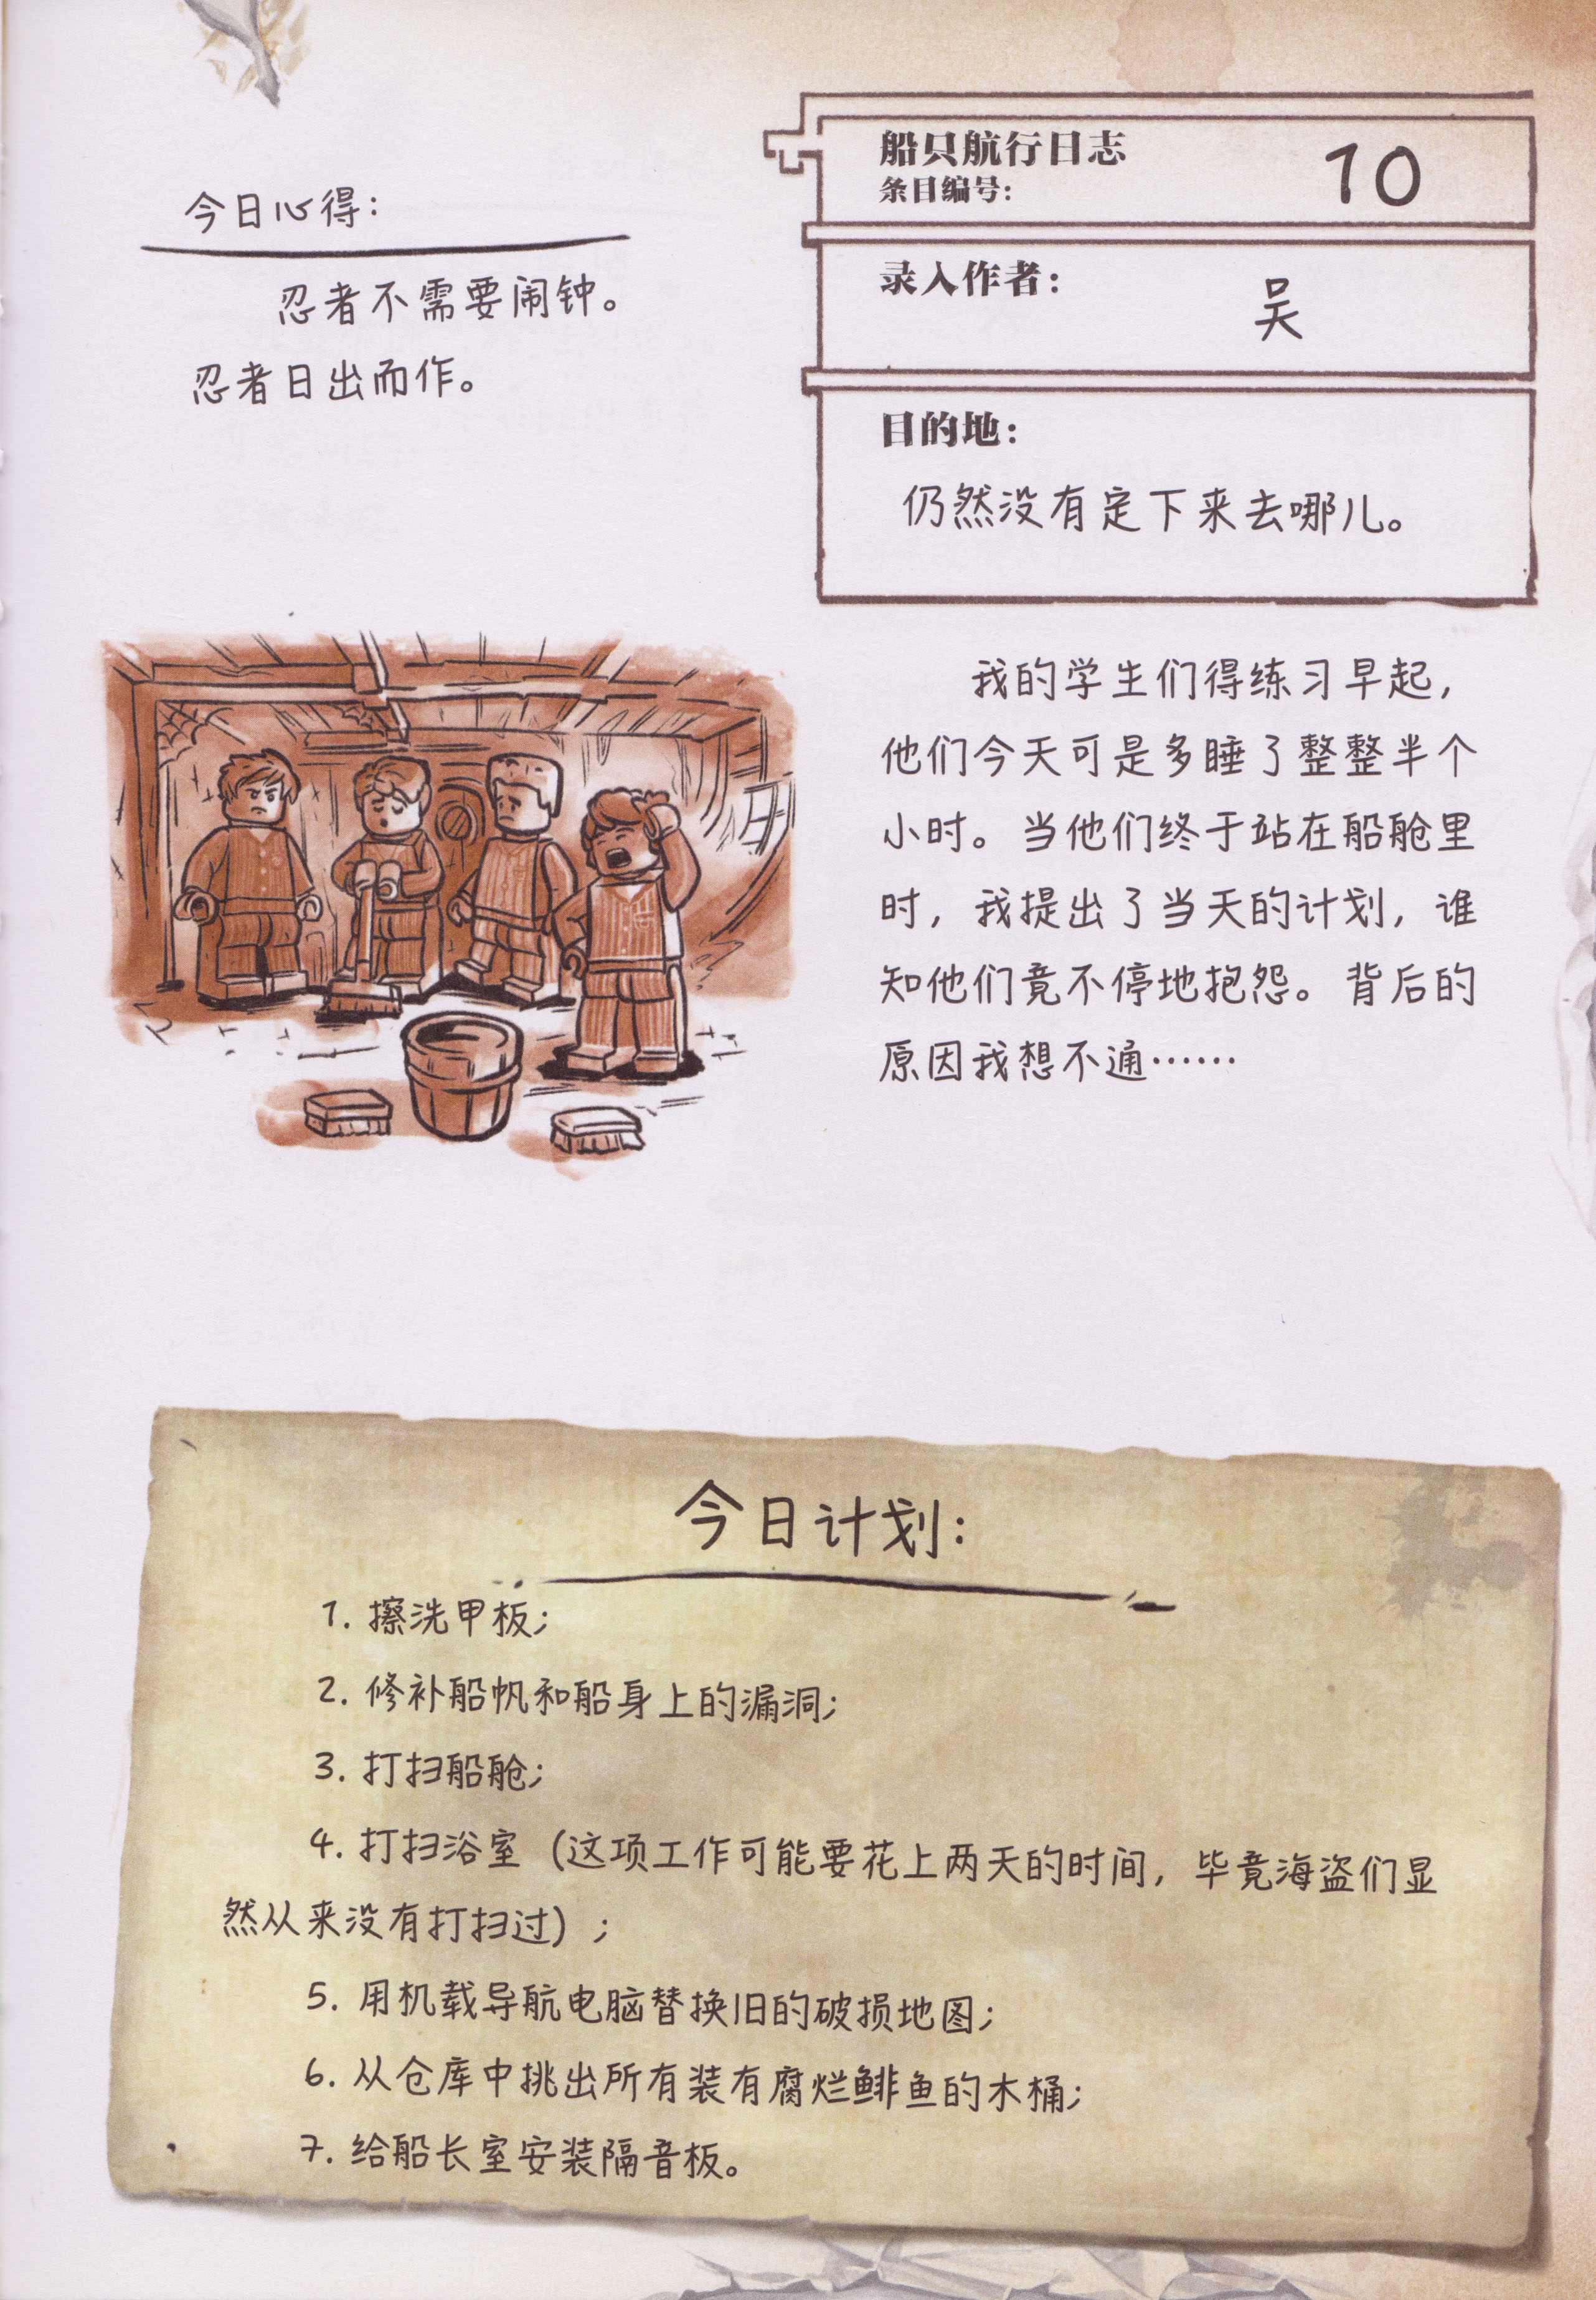 船只航行日志
条目编号：
10
录入作者：
吴
目的地：
仍然没有定下来去哪儿。
今日心得：
忍者不需要闹钟。
忍者日出而作。
我的学生们得练习早起，
他们今天可是多睡了整整半个
小时。当他们终于站在船舱里
时，我提出了当天的计划，谁
知他们竟不停地抱怨。背后的
原因我想不通……
今日计划：
1. 擦洗甲板；
2. 修补船帆和船身上的漏洞；
3. 打扫船舱；
4. 打扫浴室（这项工作可能要花上两天的时间，毕竟海盗们显
然从来没有打扫过）；
5. 用机载导航电脑替换旧的破损地图；
6. 从仓库中挑出所有装有腐烂鲱鱼的木桶；
7. 给船长室安装隔音板。